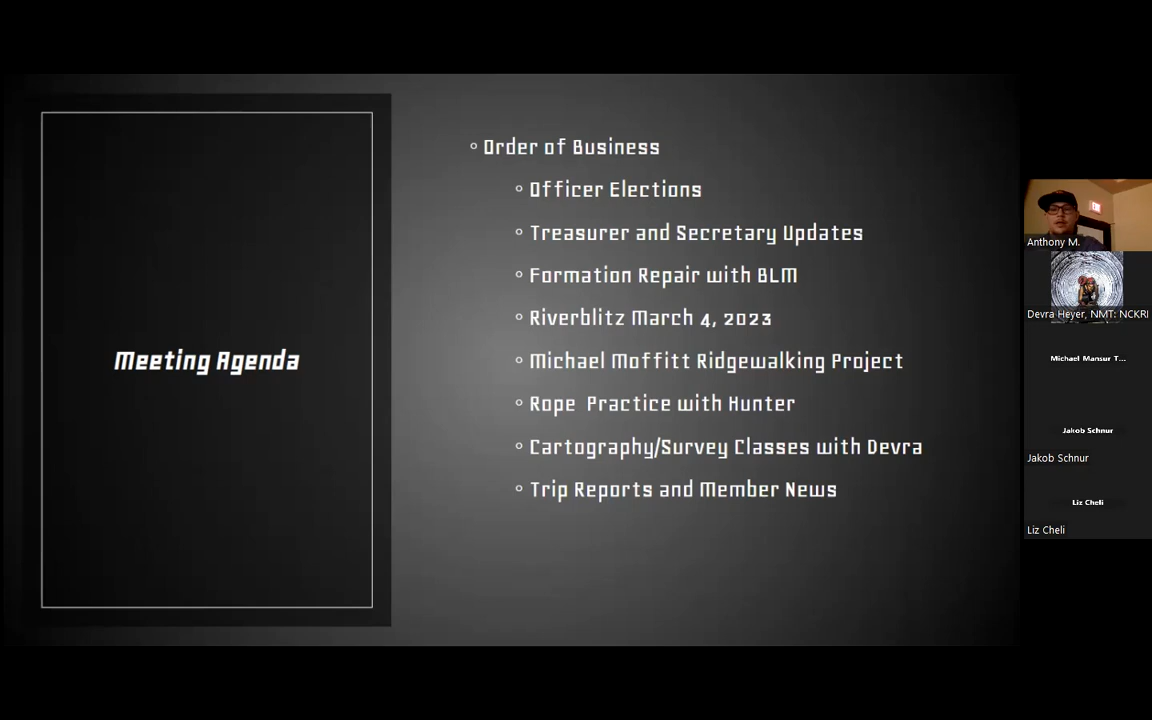 Meeting Agenda
Order of Business
Officer Elections
Treasurer and Secretary Updates
Formation Repair with BLM
Riverblitz March 4, 2023
Michael Moffitt Ridgewalking Project
Rope  Practice with Hunter
Cartography/Survey Classes with Devra
Trip Reports and Member News
Anthony M.
Devra Heyer, NMT: NCKRI
Michael Mansur T...
Jakob Schnur
Jakob Schnur
Liz Cheli
Liz Cheli